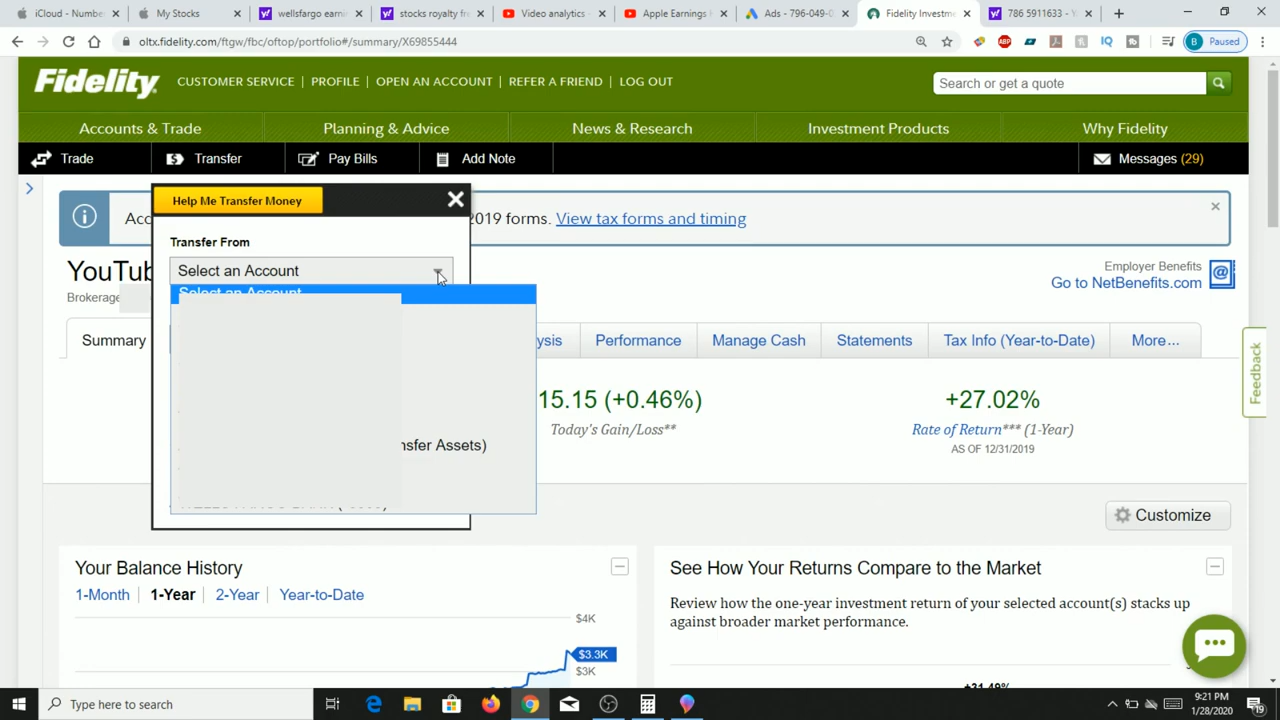 iCloud - Numbe
My Stocks
wellsfargo earni
stocks royalty fr
Video analytics -
Apple Earnings F
Ads - 796-049-0
Fidelity Investme
786 5911633 - Y
oltx.fidelity.com/ftgw/fbc/oftop/portfolio#/summary/X69855444
B Paused
Fidelity
CUSTOMER SERVICE | PROFILE | OPEN AN ACCOUNT | REFER A FRIEND | LOG OUT
Search or get a quote
Accounts & Trade
Planning & Advice
News & Research
Investment Products
Why Fidelity
Trade
Transfer
Pay Bills
Add Note
Messages (29)
Help Me Transfer Money
Acc
2019 forms. View tax forms and timing
Transfer From
Select an Account
Select an Account
nsfer Assets)
YouTub
Brokerage
Employer Benefits
Go to NetBenefits.com
Summary
ysis
Performance
Manage Cash
Statements
Tax Info (Year-to-Date)
More...
15.15 (+0.46%)
Today's Gain/Loss**
+27.02%
Rate of Return*** (1-Year)
AS OF 12/31/2019
Customize
Feedback
Your Balance History
1-Month | 1-Year | 2-Year | Year-to-Date
$4K
$3.3K
$3K
See How Your Returns Compare to the Market
Review how the one-year investment return of your selected account(s) stacks up
against broader market performance.
Type here to search
9:21 PM
1/28/2020
19